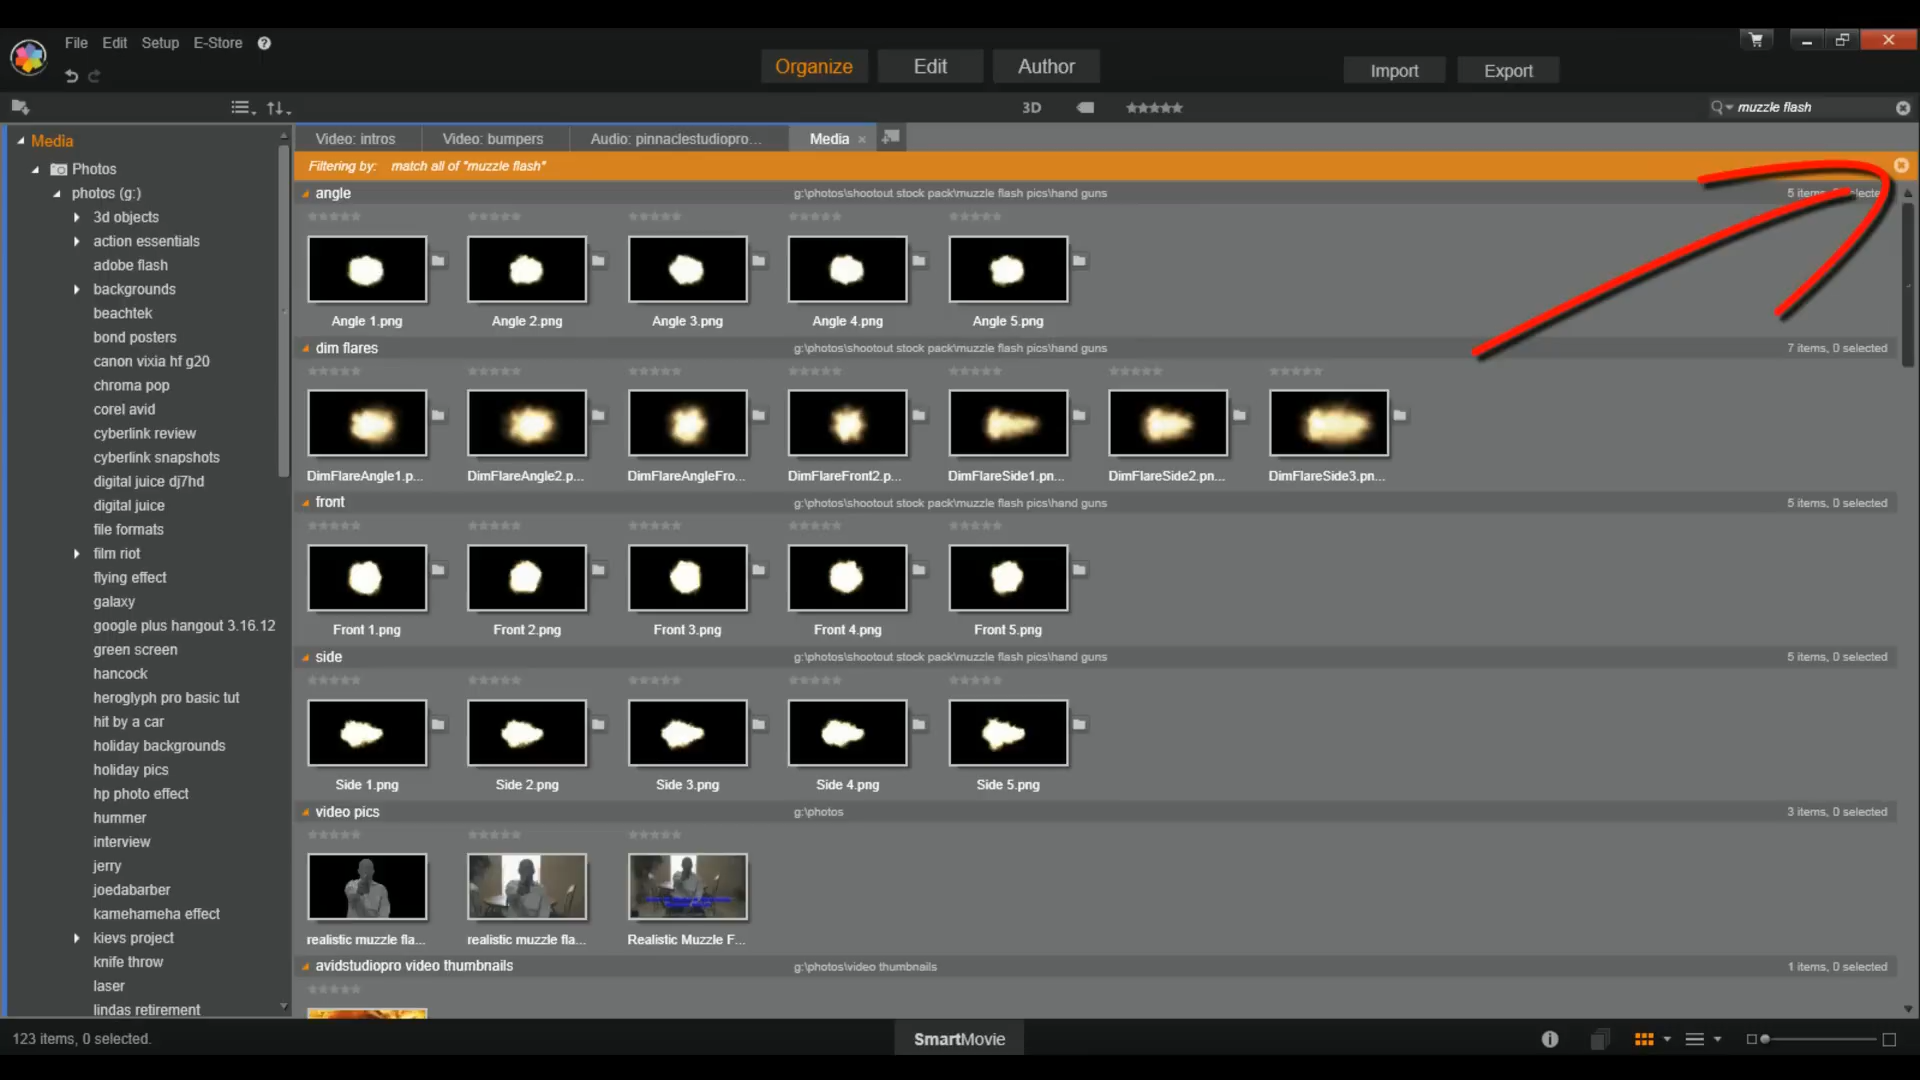 File Edit Setup E-Store ?
Organize Edit Author
Import Export
3D
muzzle flash
Media
Photos
photos (g:)
3d objects
action essentials
adobe flash
backgrounds
beachtek
bond posters
canon vixia hf g20
chroma pop
corel avid
cyberlink review
cyberlink snapshots
digital juice dj7hd
digital juice
file formats
film riot
flying effect
galaxy
google plus hangout 3.16.12
green screen
hancock
heroglyph pro basic tut
hit by a car
holiday backgrounds
holiday pics
hp photo effect
hummer
interview
jerry
joedabarber
kamehameha effect
kievs project
knife throw
laser
lindas retirement
Video: intros Video: bumpers Audio: pinnaclestudiopro... Media
Filtering by: match all of "muzzle flash"
angle g:\photos\shootout stock pack\muzzle flash pics\hand guns 5 items,
Angle 1.png Angle 2.png Angle 3.png Angle 4.png Angle 5.png
dim flares g:\photos\shootout stock pack\muzzle flash pics\hand guns 7 items, 0 selected
DimFlareAngle1.p... DimFlareAngle2.p... DimFlareAngleFro... DimFlareFront2.p... DimFlareSide1.pn... DimFlareSide2.pn... DimFlareSide3.pn...
front g:\photos\shootout stock pack\muzzle flash pics\hand guns 5 items, 0 selected
Front 1.png Front 2.png Front 3.png Front 4.png Front 5.png
side g:\photos\shootout stock pack\muzzle flash pics\hand guns 5 items, 0 selected
Side 1.png Side 2.png Side 3.png Side 4.png Side 5.png
video pics g:\photos 3 items, 0 selected
realistic muzzle fla... realistic muzzle fla... Realistic Muzzle F...
avidstudiopro video thumbnails g:\photos\video thumbnails 1 items, 0 selected
123 items, 0 selected.
SmartMovie